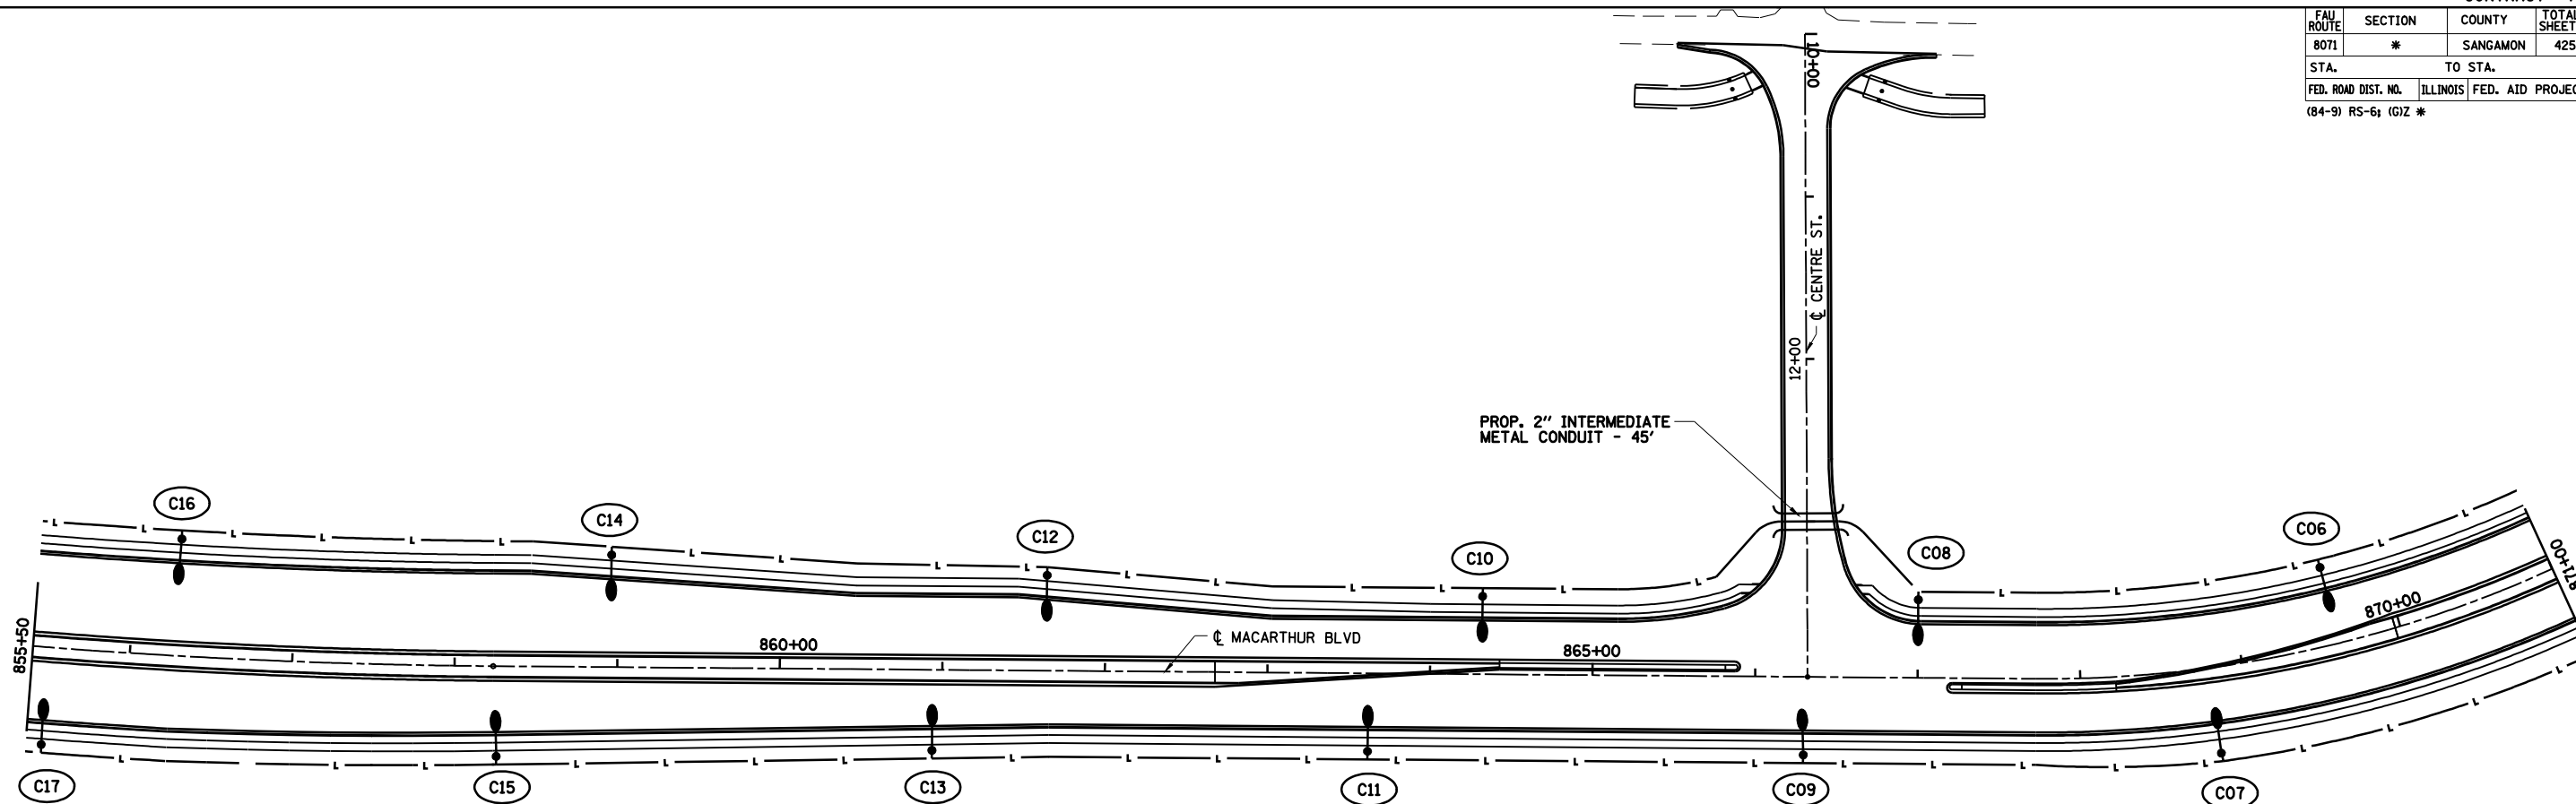 FAU ROUTE SECTION COUNTY
8071 * SANGAMON 425
STA. TO STA.
FED. ROAD DIST. NO. ILLINOIS FED. AID
(84-9) RS-6; (G)Z *
10+00
℄ CENTRE ST.
12+00
PROP. 2" INTERMEDIATE
METAL CONDUIT - 45'
C16
C14
C12
C10
C08
C06
855+50
860+00
℄ MACARTHUR BLVD
865+00
870+00
871+00
C17
C15
C13
C11
C09
C07